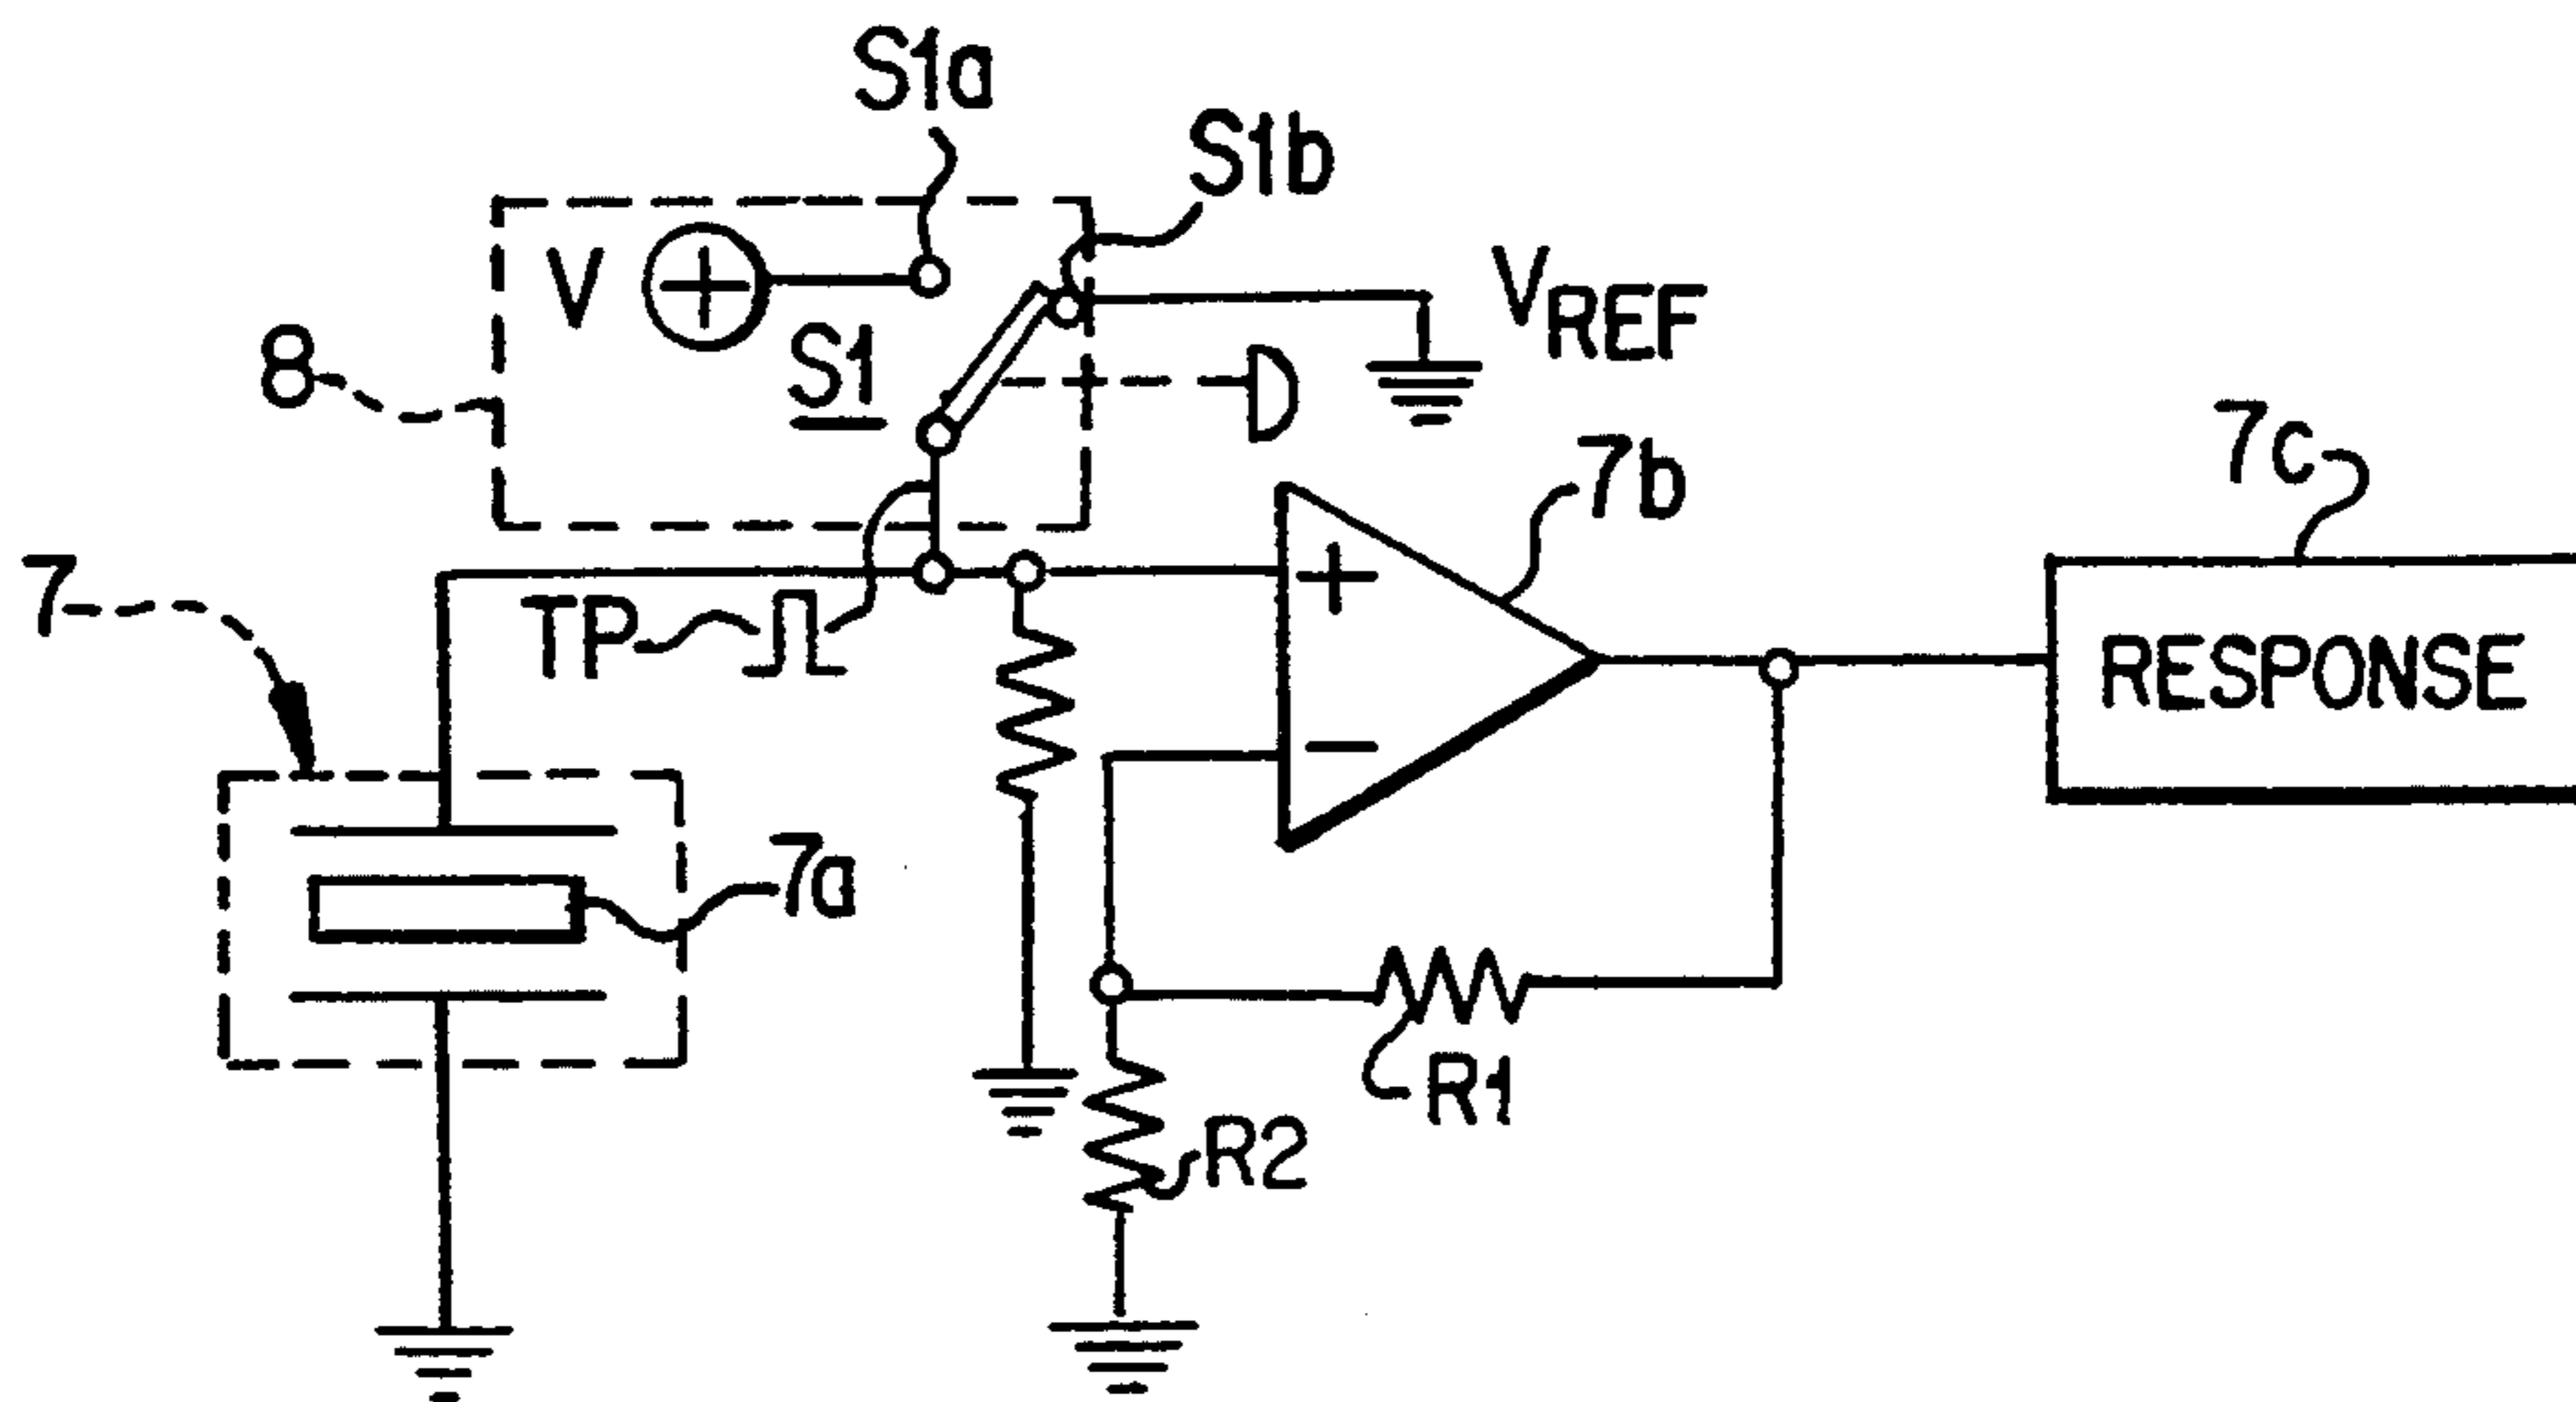 S1a
S1b
V
+
VREF
8
S1
7b
7c
7
TP
+
RESPONSE
−
7a
R1
R2